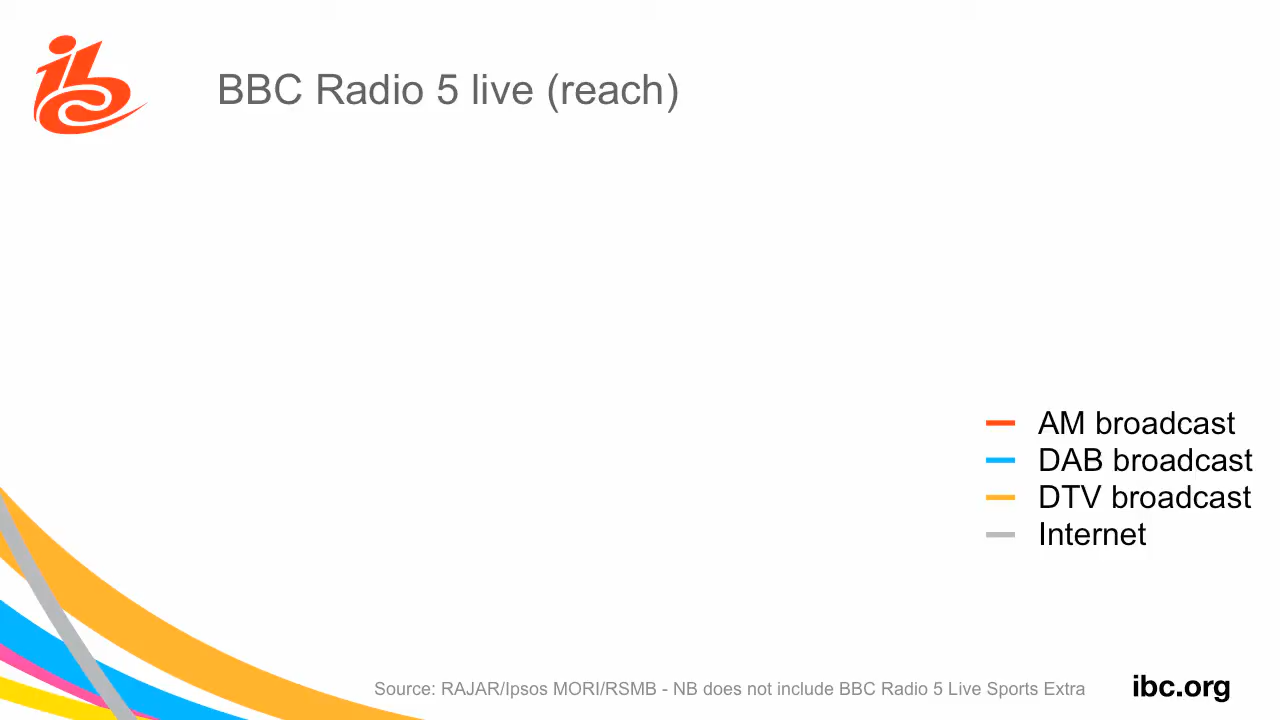 BBC Radio 5 live (reach)
AM broadcast
DAB broadcast
DTV broadcast
Internet
Source: RAJAR/Ipsos MORI/RSMB - NB does not include BBC Radio 5 Live Sports Extra
ibc.org